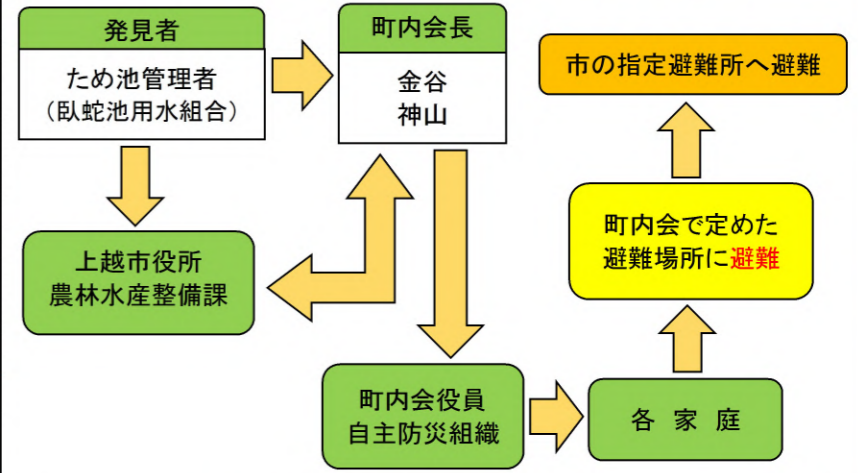 発見者
ため池管理者
（臥蛇池用水組合）
町内会長
金谷
神山
市の指定避難所へ避難
上越市役所
農林水産整備課
町内会で定めた
避難場所に避難
町内会役員
自主防災組織
各 家 庭